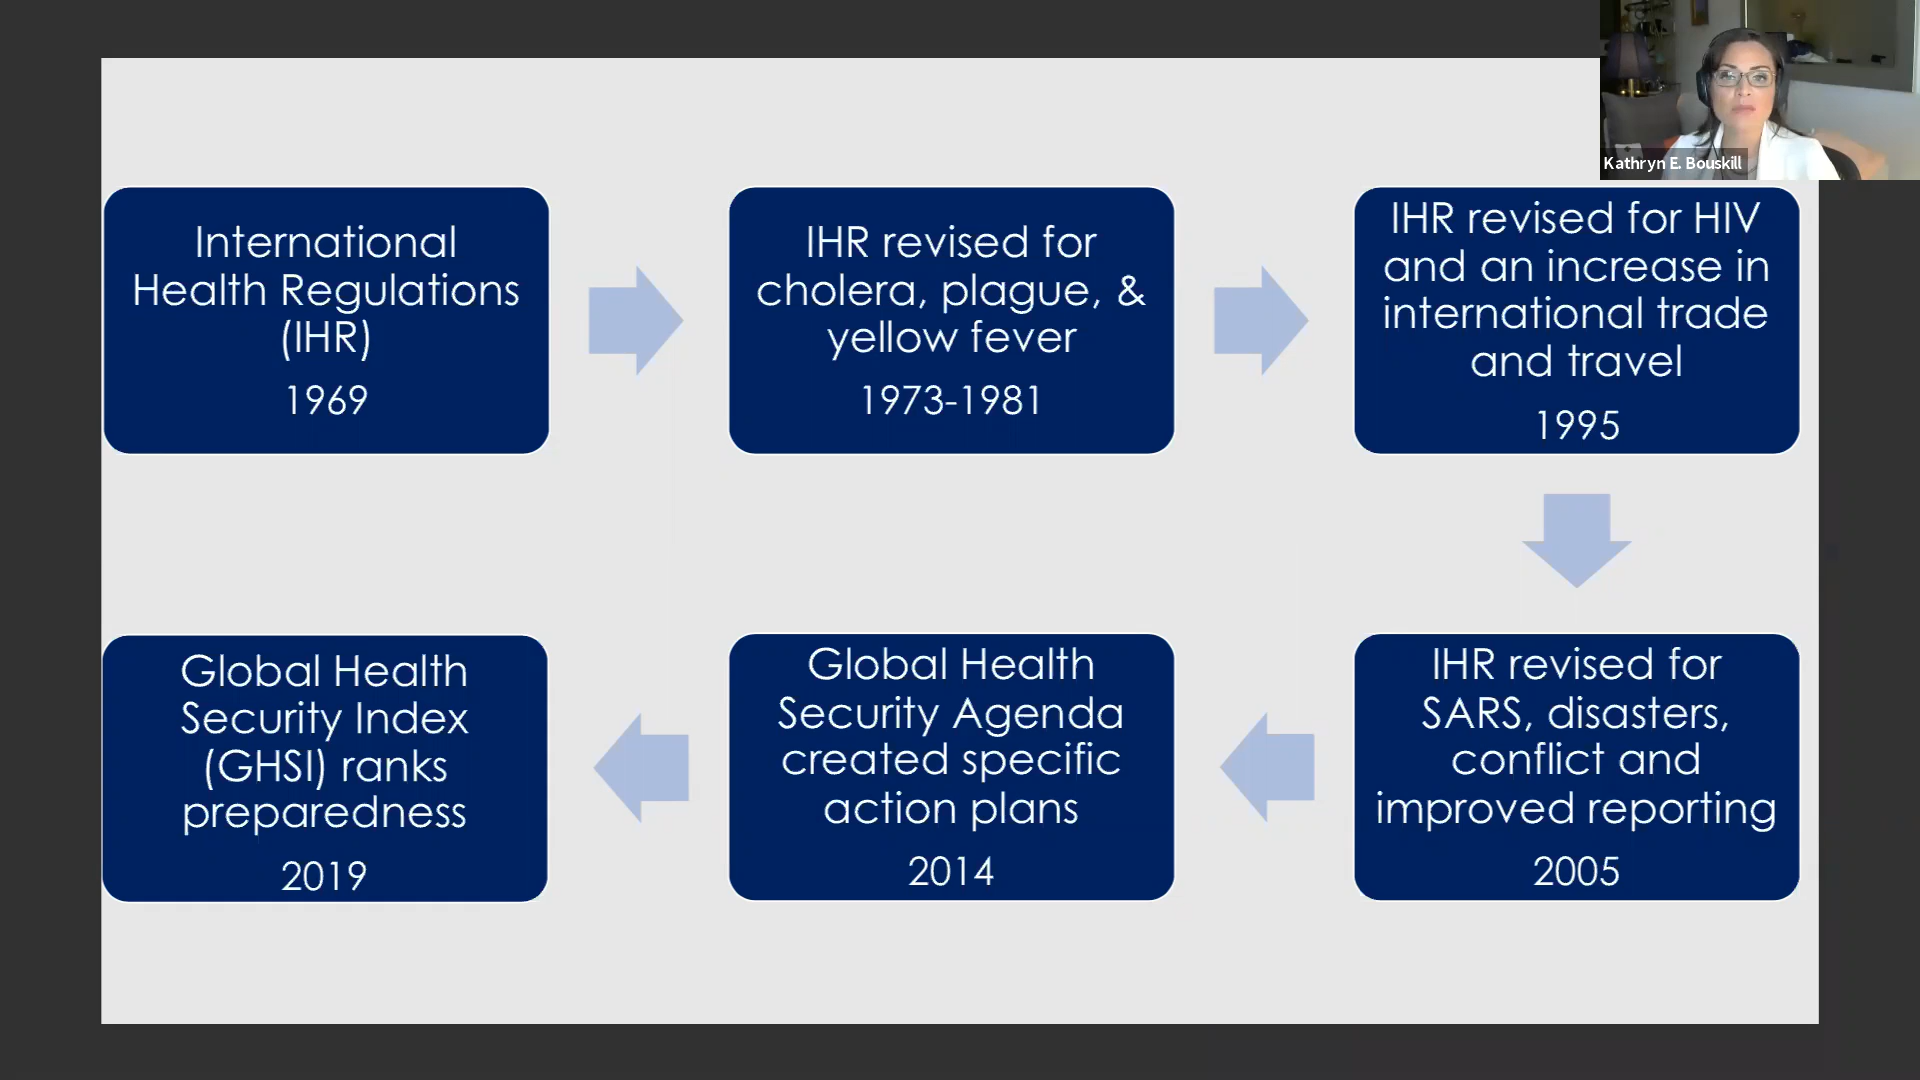 Kathryn E. Bouskill
International
Health Regulations
(IHR)
1969
IHR revised for
cholera, plague, &
yellow fever
1973-1981
IHR revised for HIV
and an increase in
international trade
and travel
1995
IHR revised for
SARS, disasters,
conflict and
improved reporting
2005
Global Health
Security Agenda
created specific
action plans
2014
Global Health
Security Index
(GHSI) ranks
preparedness
2019